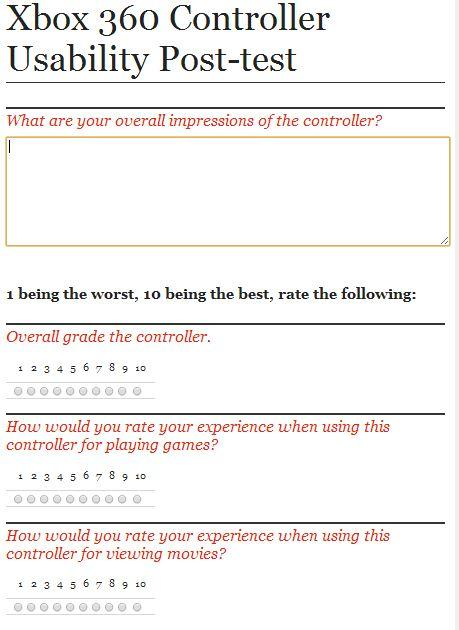 Xbox 360 Controller
Usability Post-test
What are your overall impressions of the controller?
1 being the worst, 10 being the best, rate the following:
Overall grade the controller.
1 2 3 4 5 6 7 8 9 10
How would you rate your experience when using this
controller for playing games?
1 2 3 4 5 6 7 8 9 10
How would you rate your experience when using this
controller for viewing movies?
1 2 3 4 5 6 7 8 9 10